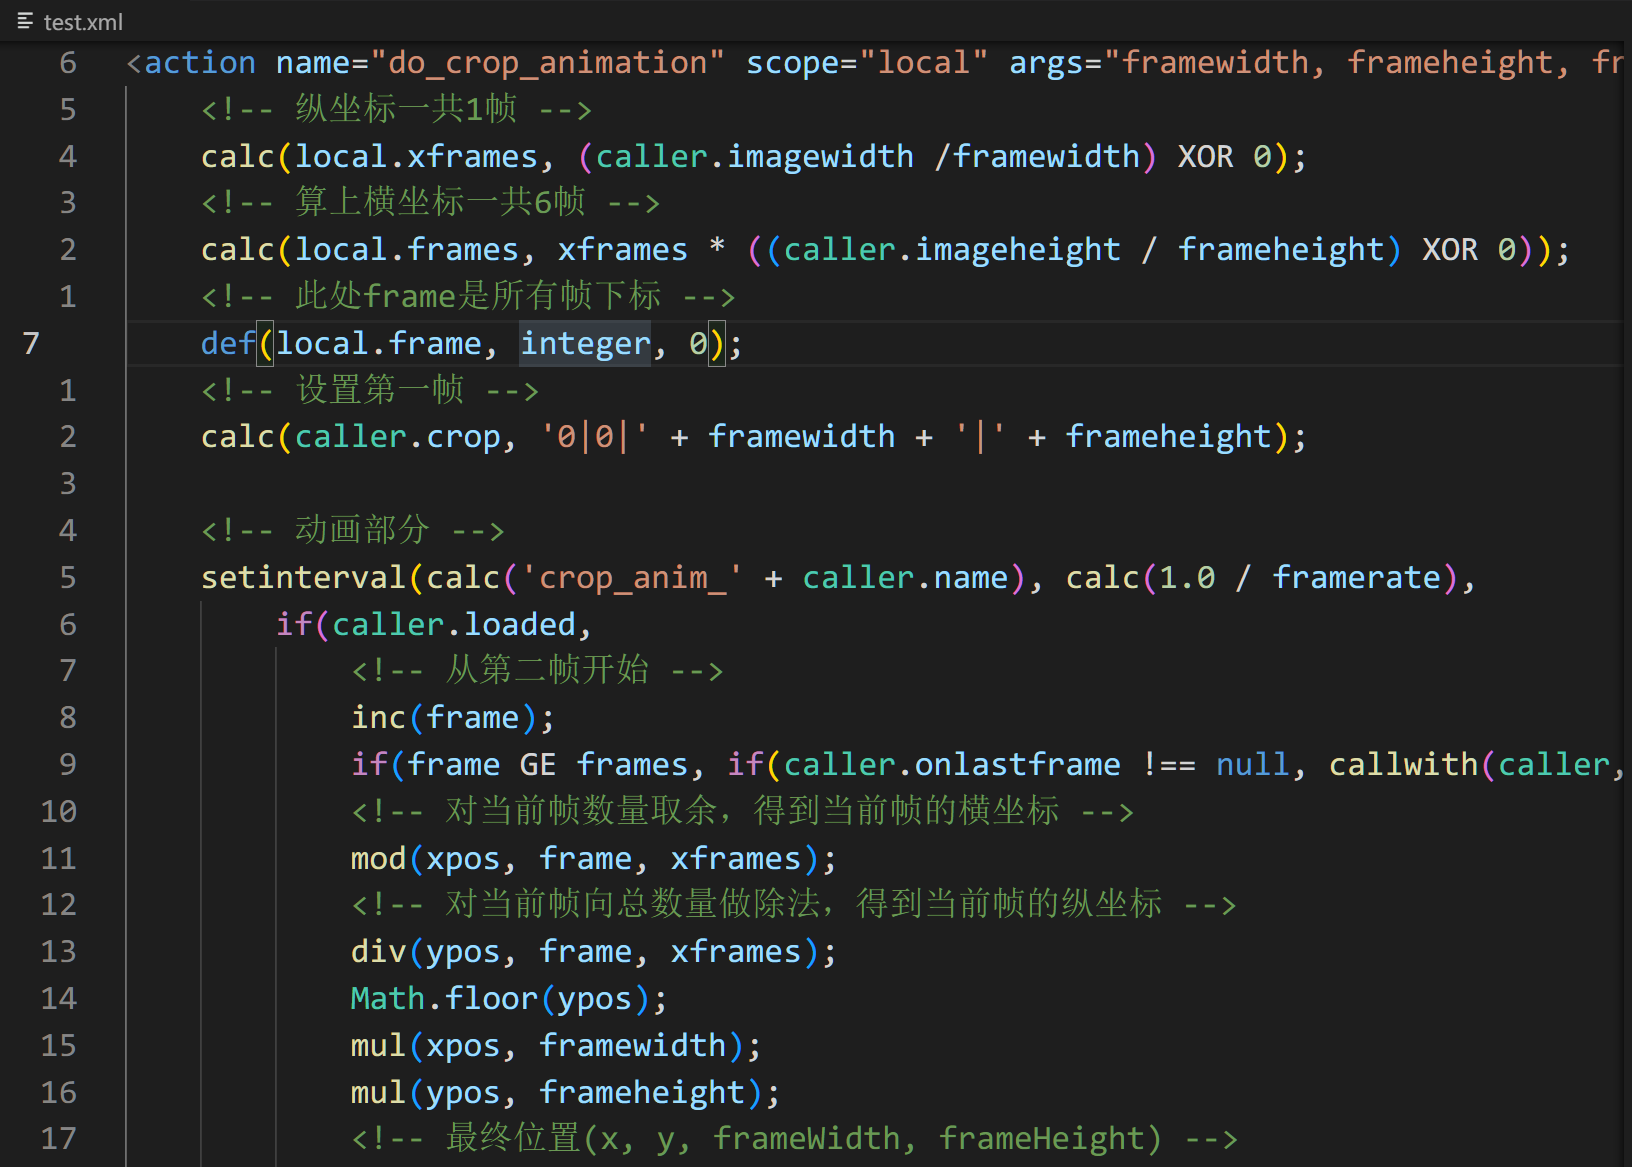 test.xml
6 <action name="do_crop_animation" scope="local" args="framewidth, frameheight, fr
5 <!-- 纵坐标一共1帧 -->
4 calc(local.xframes, (caller.imagewidth /framewidth) XOR 0);
3 <!-- 算上横坐标一共6帧 -->
2 calc(local.frames, xframes * ((caller.imageheight / frameheight) XOR 0));
1 <!-- 此处frame是所有帧下标 -->
7 def(local.frame, integer, 0);
1 <!-- 设置第一帧 -->
2 calc(caller.crop, '0|0|' + framewidth + '|' + frameheight);
3
4 <!-- 动画部分 -->
5 setinterval(calc('crop_anim_' + caller.name), calc(1.0 / framerate),
6 if(caller.loaded,
7 <!-- 从第二帧开始 -->
8 inc(frame);
9 if(frame GE frames, if(caller.onlastframe !== null, callwith(caller,
10 <!-- 对当前帧数量取余，得到当前帧的横坐标 -->
11 mod(xpos, frame, xframes);
12 <!-- 对当前帧向总数量做除法，得到当前帧的纵坐标 -->
13 div(ypos, frame, xframes);
14 Math.floor(ypos);
15 mul(xpos, framewidth);
16 mul(ypos, frameheight);
17 <!-- 最终位置(x, y, frameWidth, frameHeight) -->